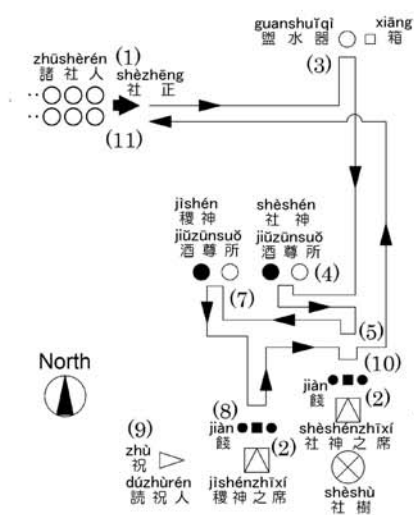 guanshuǐqì xiāng
盥水器 箱
(3)
zhūshèrén (1)
諸社人
shèzhēng
社正
(11)
jìshén shèshén
稷神 社神
jiǔzūnsuǒ jiǔzūnsuǒ
酒尊所 酒尊所
(4)
(7)
(5)
North
(10)
jiàn
餞
(2)
(8)
jiàn
餞
(2)
shèshénzhīxí
社神之席
(9)
zhù
祝
dúzhùrén
読祝人
jìshénzhīxí
稷神之席
shèshù
社樹